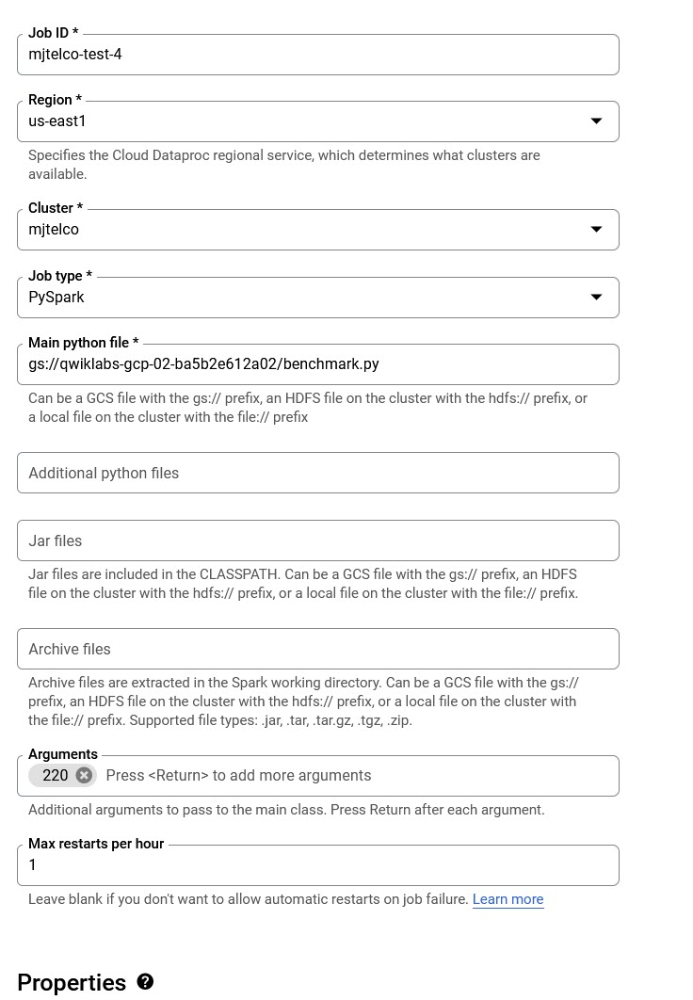 Job ID *
mjtelco-test-4
Region *
us-east1
Specifies the Cloud Dataproc regional service, which determines what clusters are
available.
Cluster *
mjtelco
Job type *
PySpark
Main python file *
gs://qwiklabs-gcp-02-ba5b2e612a02/benchmark.py
Can be a GCS file with the gs:// prefix, an HDFS file on the cluster with the hdfs:// prefix, or
a local file on the cluster with the file:// prefix
Additional python files
Jar files
Jar files are included in the CLASSPATH. Can be a GCS file with the gs:// prefix, an HDFS
file on the cluster with the hdfs:// prefix, or a local file on the cluster with the file:// prefix.
Archive files
Archive files are extracted in the Spark working directory. Can be a GCS file with the gs://
prefix, an HDFS file on the cluster with the hdfs:// prefix, or a local file on the cluster with
the file:// prefix. Supported file types: .jar, .tar, .tar.gz, .tgz, .zip.
Arguments
220 Press <Return> to add more arguments
Additional arguments to pass to the main class. Press Return after each argument.
Max restarts per hour
1
Leave blank if you don't want to allow automatic restarts on job failure. Learn more
Properties ?